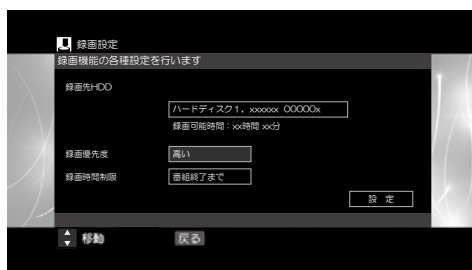 録画設定
録画機能の各種設定を行います
録画先HDD
ハードディスク1. xxxxxx 00000x
録画可能時間：xx時間 xx分
録画優先度
高い
録画時間制限
番組終了まで
設 定
移動
戻る